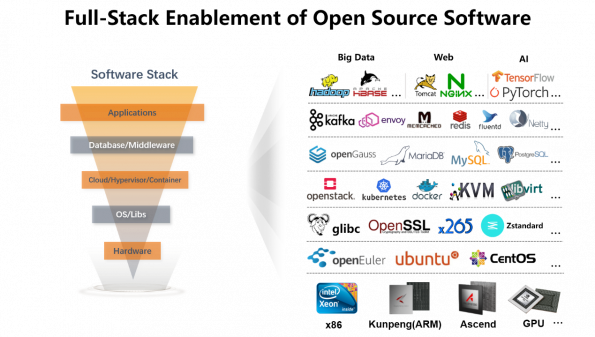 Full-Stack Enablement of Open Source Software
Software Stack
Applications
Database/Middleware
Cloud/Hypervisor/Container
OS/Libs
Hardware
Big Data Web AI
hadoop APACHE HBASE ... Tomcat NGINX ... TensorFlow PyTorch ...
kafka envoy MEMCACHED redis fluentd Netty ...
openGauss MariaDB MySQL PostgreSQL ...
openstack. kubernetes docker KVM libvirt ...
glibc OpenSSL x265 Zstandard ...
openEuler ubuntu CentOS ...
intel Xeon inside
x86 Kunpeng(ARM) Ascend GPU ...